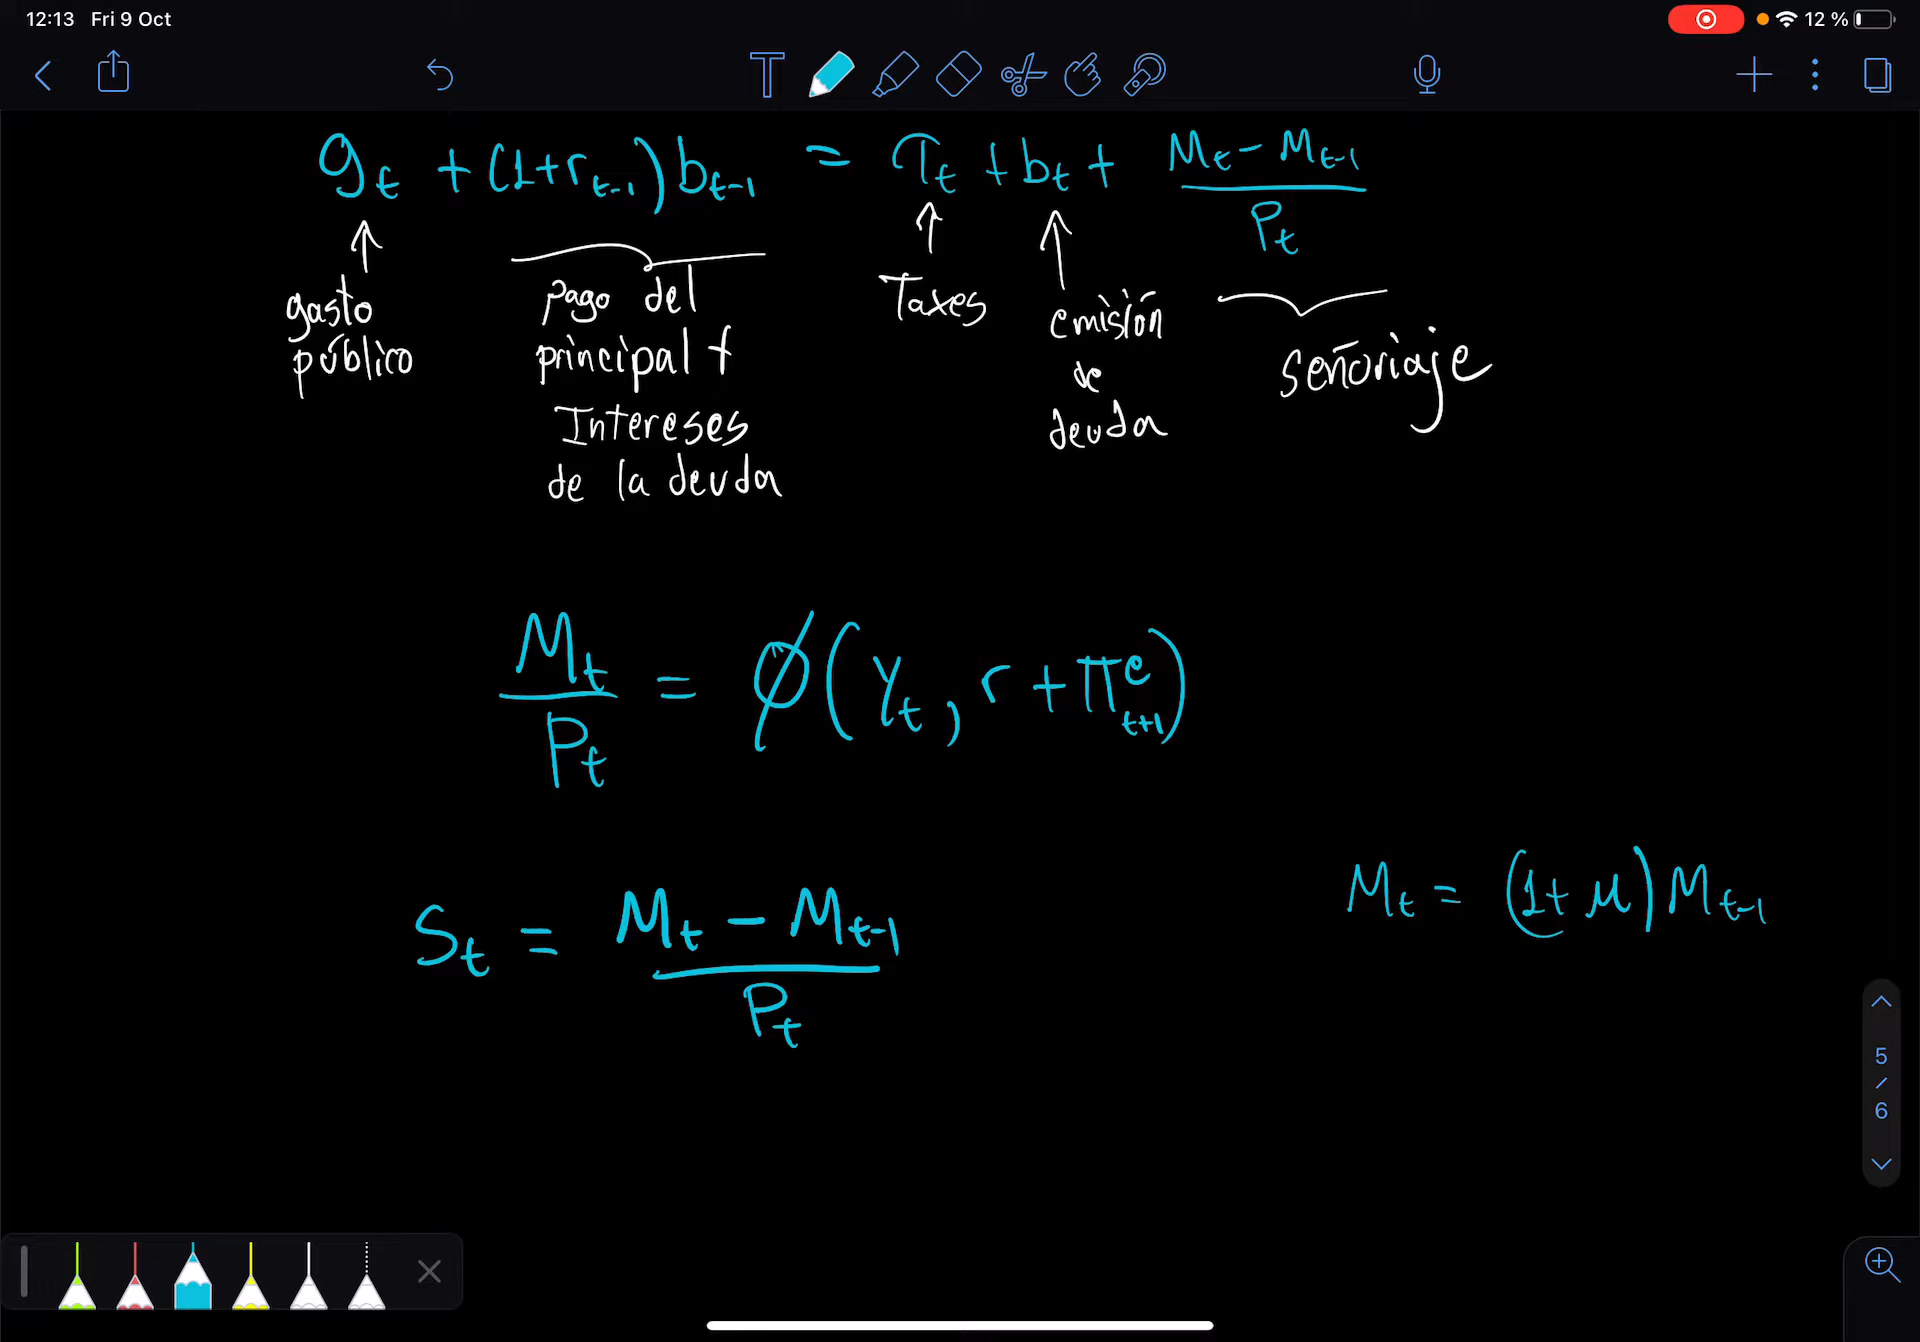 12:13 Fri 9 Oct 12 %
g_t + (1+r_{t-1}) b_{t-1} = τ_t + b_t + (M_t - M_{t-1}) / P_t
gasto
público
pago del
principal +
Intereses
de la deuda
Taxes
emisión
de
deuda
señoriaje
M_t / P_t = φ(Y_t, r + π^e_{t+1})
S_t = (M_t - M_{t-1}) / P_t
M_t = (1+μ) M_{t-1}
5
/
6